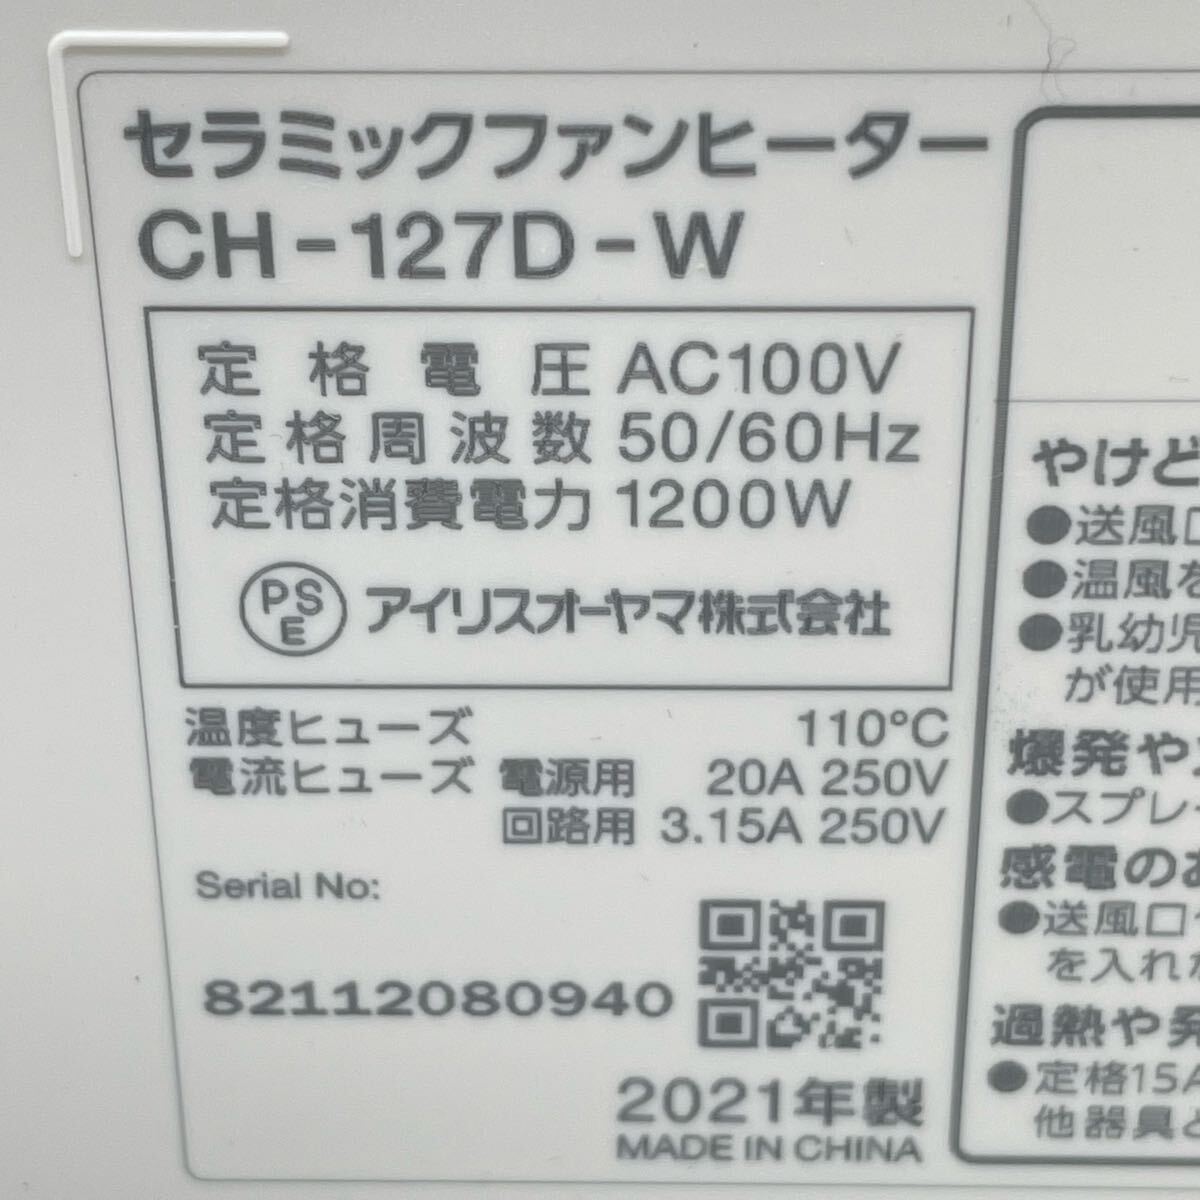 セラミックファンヒーター
CH-127D-W
定格電圧 AC100V
定格周波数 50/60Hz
定格消費電力 1200W
PSE アイリスオーヤマ株式会社
温度ヒューズ 110℃
電流ヒューズ 電源用 20A 250V
回路用 3.15A 250V
Serial No:
82112080940
2021年製
MADE IN CHINA
やけど
●送風口
●温風を
●乳幼児
が使用
爆発や
●スプレー
感電のお
●送風口
を入れた
過熱や発
●定格15A
他器具と